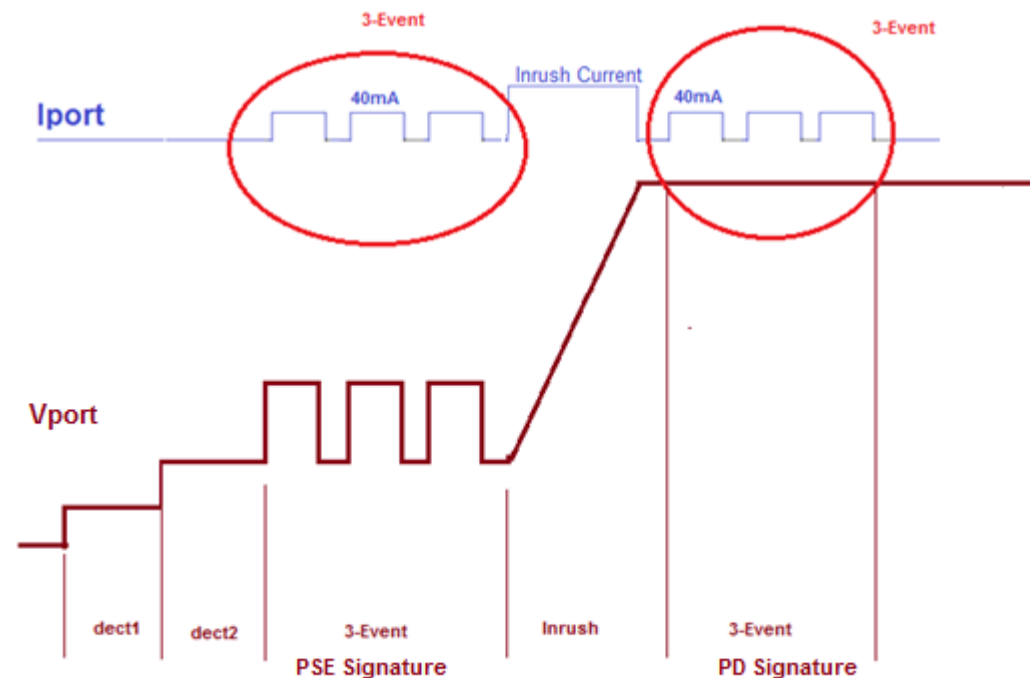 3-Event
3-Event
Inrush Current
40mA
40mA
Iport
Vport
dect1
dect2
3-Event
Inrush
3-Event
PSE Signature
PD Signature